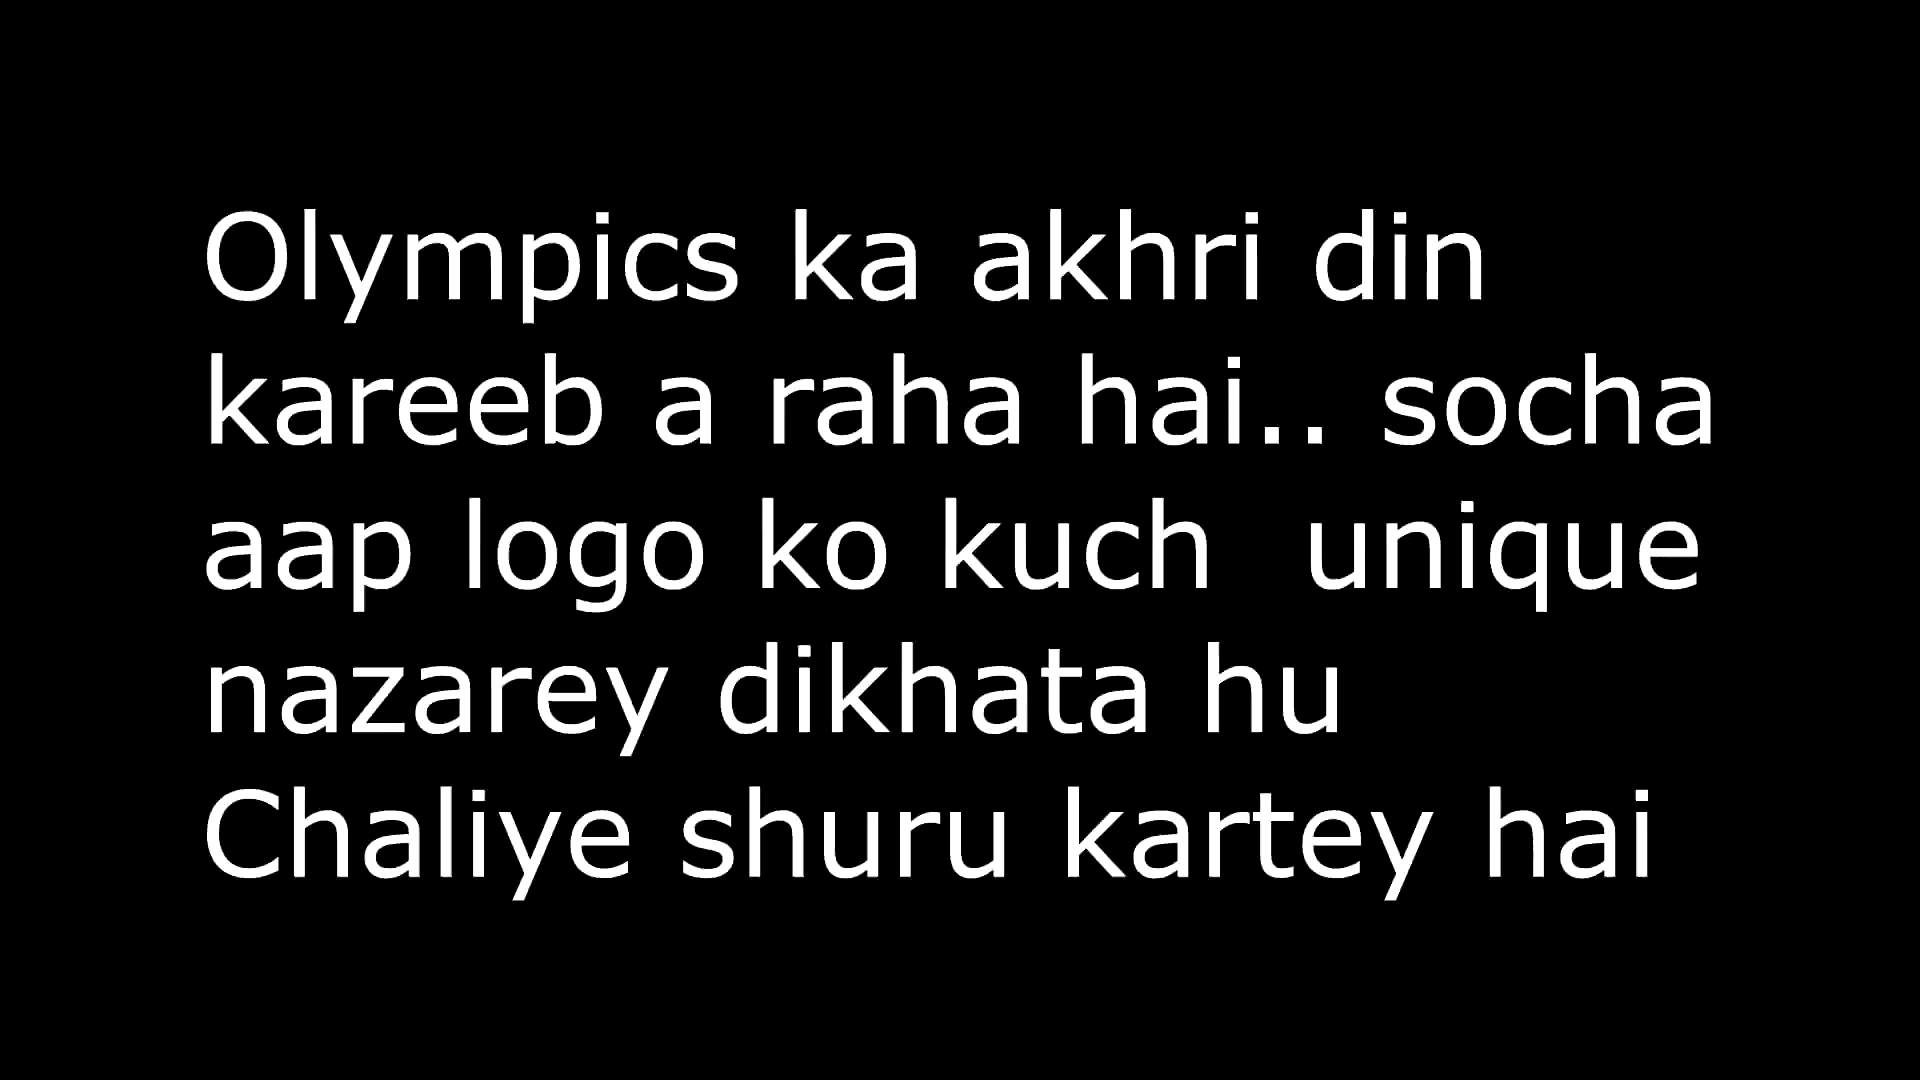 Olympics ka akhri din
kareeb a raha hai.. socha
aap logo ko kuch  unique
nazarey dikhata hu
Chaliye shuru kartey hai